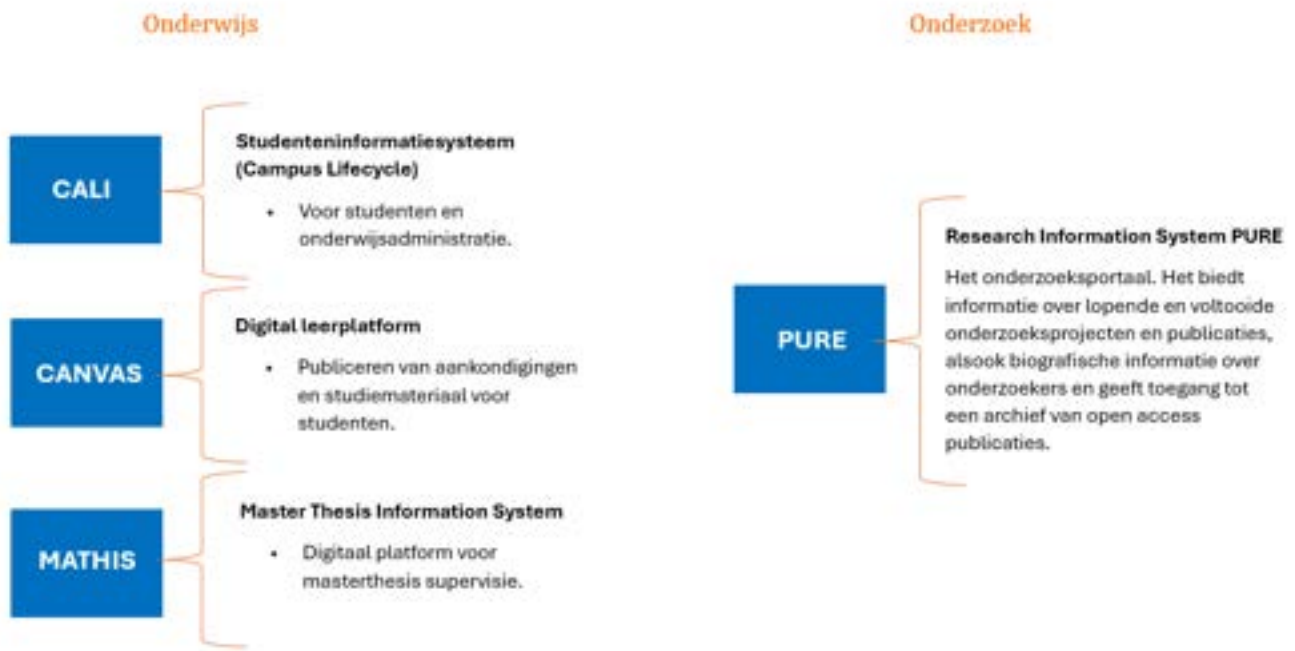 Onderwijs
CALI
Studenteninformatiesysteem
(Campus Lifecycle)
• Voor studenten en
onderwijsadministratie.
CANVAS
Digital leerplatform
• Publiceren van aankondigingen
en studiemateriaal voor
studenten.
MATHIS
Master Thesis Information System
• Digitaal platform voor
masterthesis supervisie.
Onderzoek
PURE
Research Information System PURE
Het onderzoeksportaal. Het biedt
informatie over lopende en voltooide
onderzoeksprojecten en publicaties,
alsook biografische informatie over
onderzoekers en geeft toegang tot
een archief van open access
publicaties.